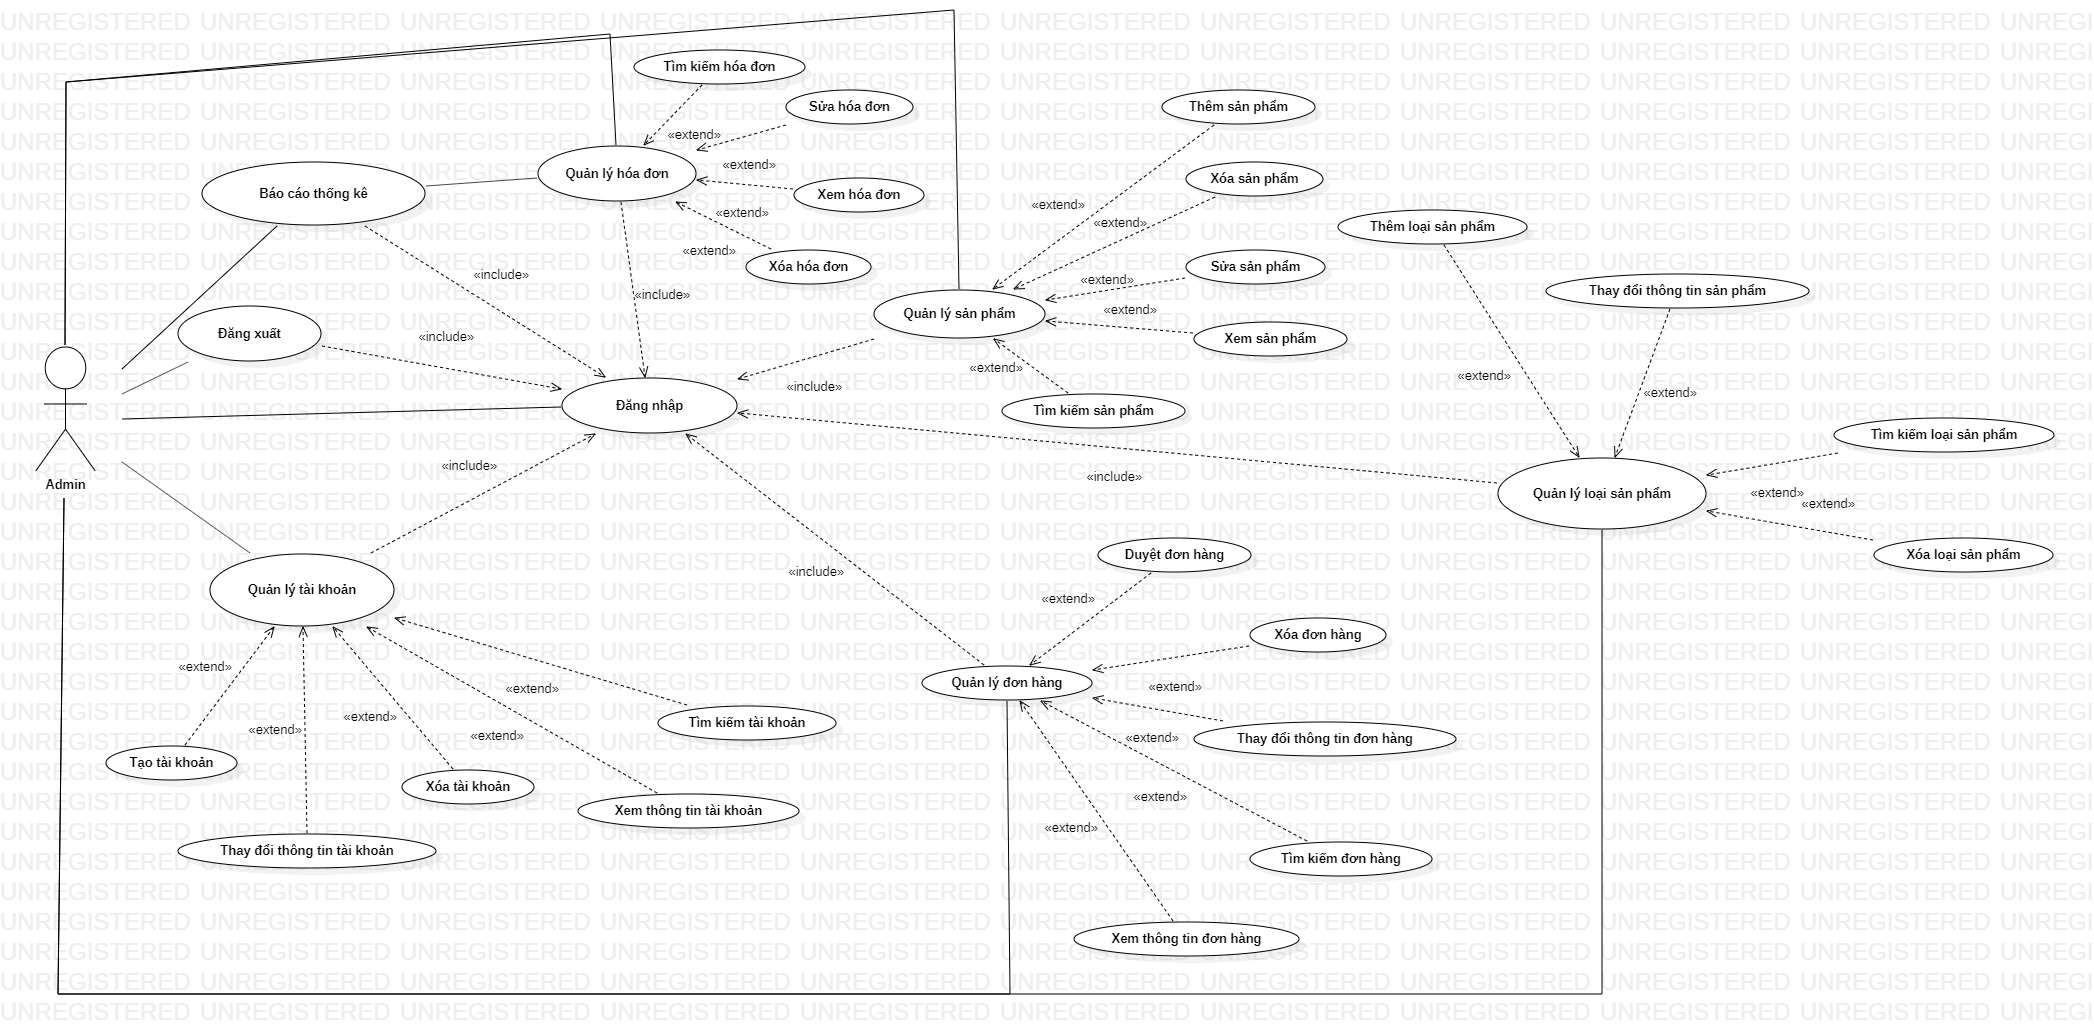 Tìm kiếm hóa đơn
Sửa hóa đơn
Thêm sản phẩm
«extend»
«extend»
Quản lý hóa đơn
Xóa sản phẩm
Báo cáo thống kê
Xem hóa đơn
«extend»
«extend»
«extend»
Thêm loại sản phẩm
«extend»
Xóa hóa đơn
Sửa sản phẩm
«include»
«extend»
Thay đổi thông tin sản phẩm
«include»
«extend»
Quản lý sản phẩm
Đăng xuất
«include»
Xem sản phẩm
«extend»
«extend»
«include»
«extend»
Đăng nhập
Tìm kiếm sản phẩm
Tìm kiếm loại sản phẩm
«include»
«include»
Admin
Quản lý loại sản phẩm
«extend»
«extend»
Duyệt đơn hàng
Xóa loại sản phẩm
«include»
Quản lý tài khoản
«extend»
Xóa đơn hàng
«extend»
Quản lý đơn hàng
«extend»
«extend»
«extend»
Tìm kiếm tài khoản
«extend»
«extend»
«extend»
Thay đổi thông tin đơn hàng
Tạo tài khoản
Xóa tài khoản
«extend»
Xem thông tin tài khoản
«extend»
Thay đổi thông tin tài khoản
Tìm kiếm đơn hàng
Xem thông tin đơn hàng
UNREGISTERED